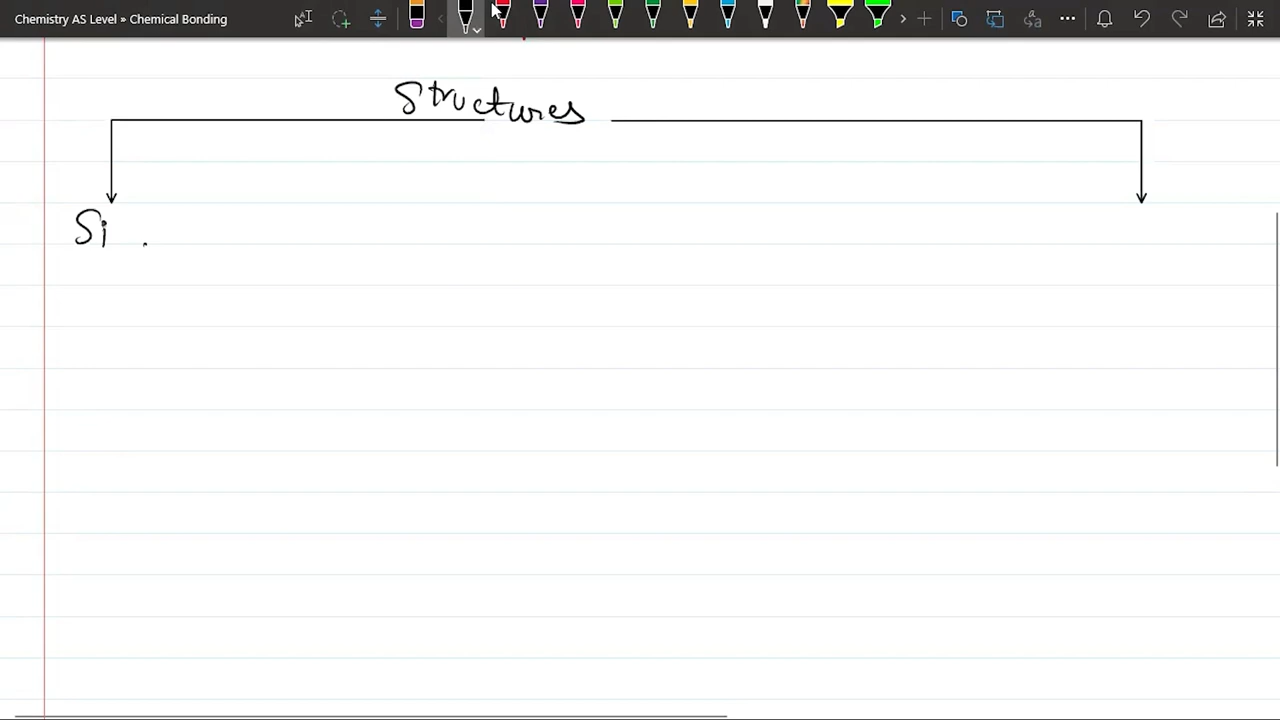 Chemistry AS Level » Chemical Bonding
Structures
Si .